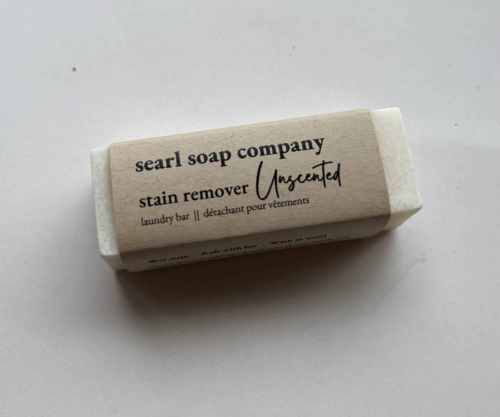 searl soap company
stain remover Unscented
laundry bar || détachant pour vêtements